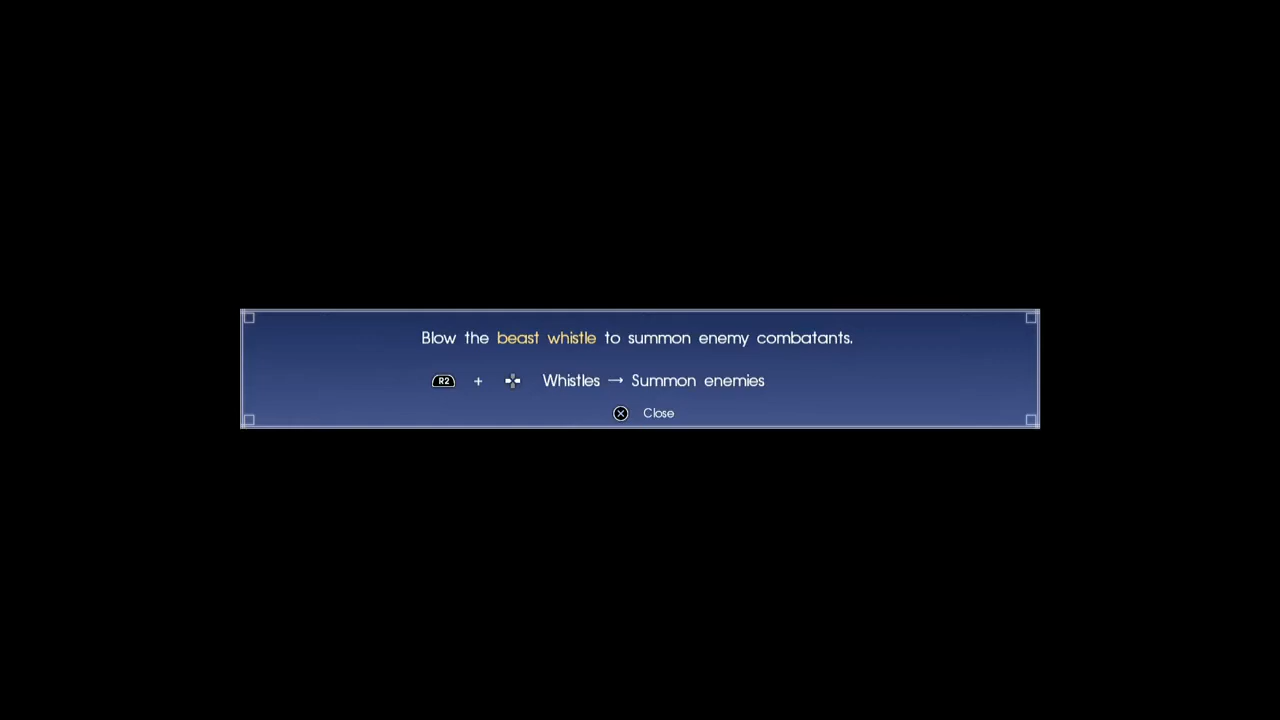 Blow the beast whistle to summon enemy combatants.
R2 + Whistles → Summon enemies
Close